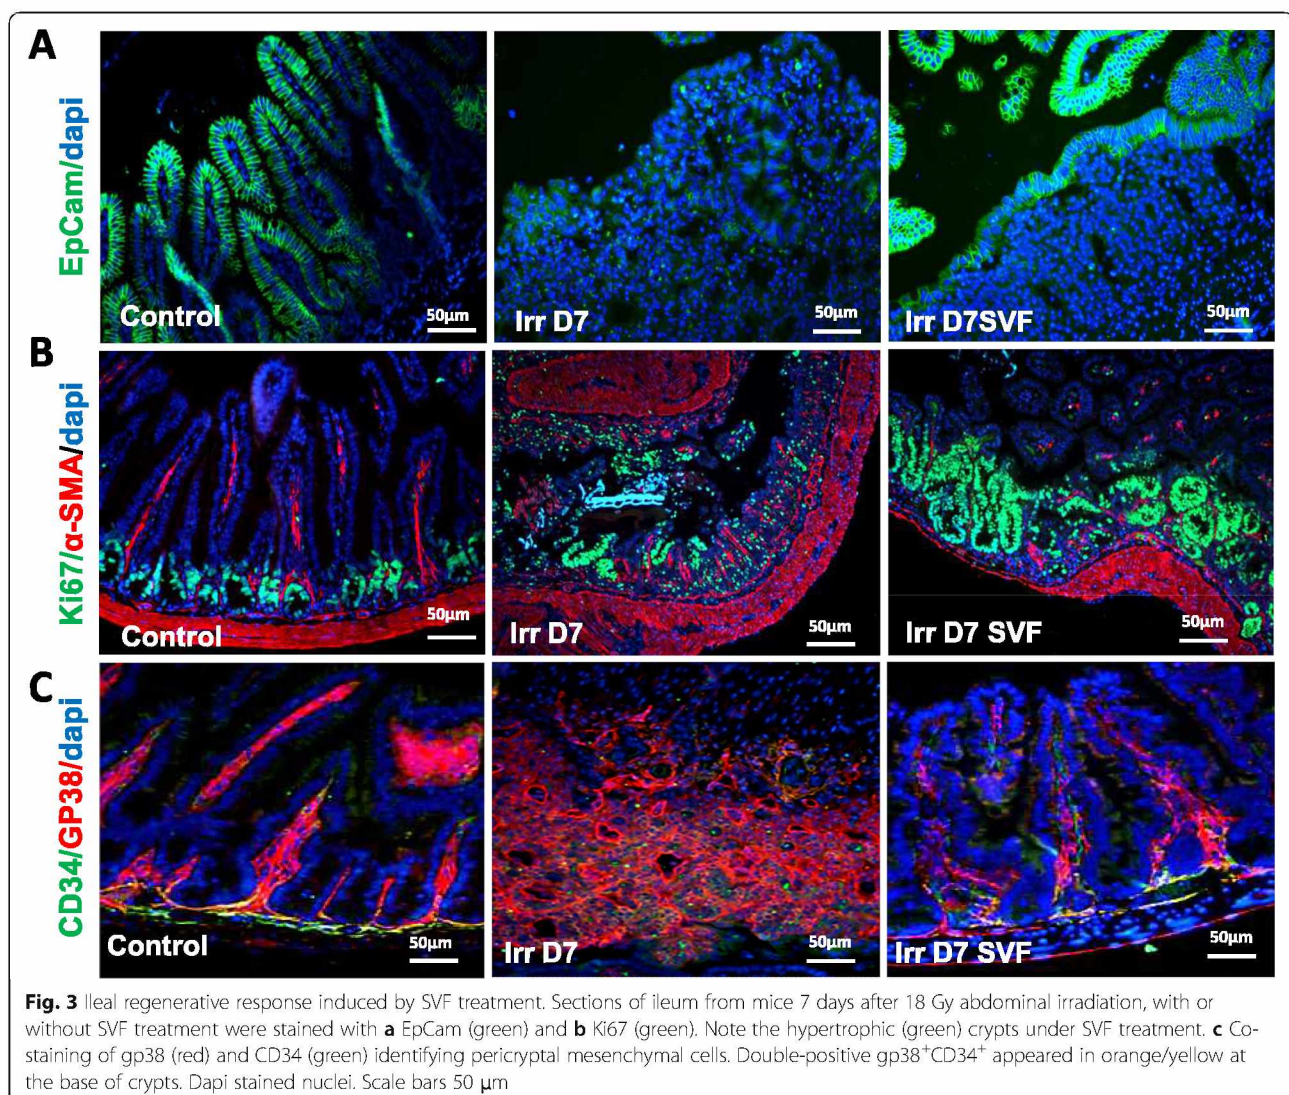 A
EpCam/dapi
Control
50µm
Irr D7
50µm
Irr D7SVF
50µm
B
Ki67/α-SMA/dapi
Control
50µm
Irr D7
50µm
Irr D7 SVF
50µm
C
CD34/GP38/dapi
Control
50µm
Irr D7
50µm
Irr D7 SVF
50µm
Fig. 3 Ileal regenerative response induced by SVF treatment. Sections of ileum from mice 7 days after 18 Gy abdominal irradiation, with or
without SVF treatment were stained with a EpCam (green) and b Ki67 (green). Note the hypertrophic (green) crypts under SVF treatment. c Co-
staining of gp38 (red) and CD34 (green) identifying pericryptal mesenchymal cells. Double-positive gp38⁺CD34⁺ appeared in orange/yellow at
the base of crypts. Dapi stained nuclei. Scale bars 50 µm